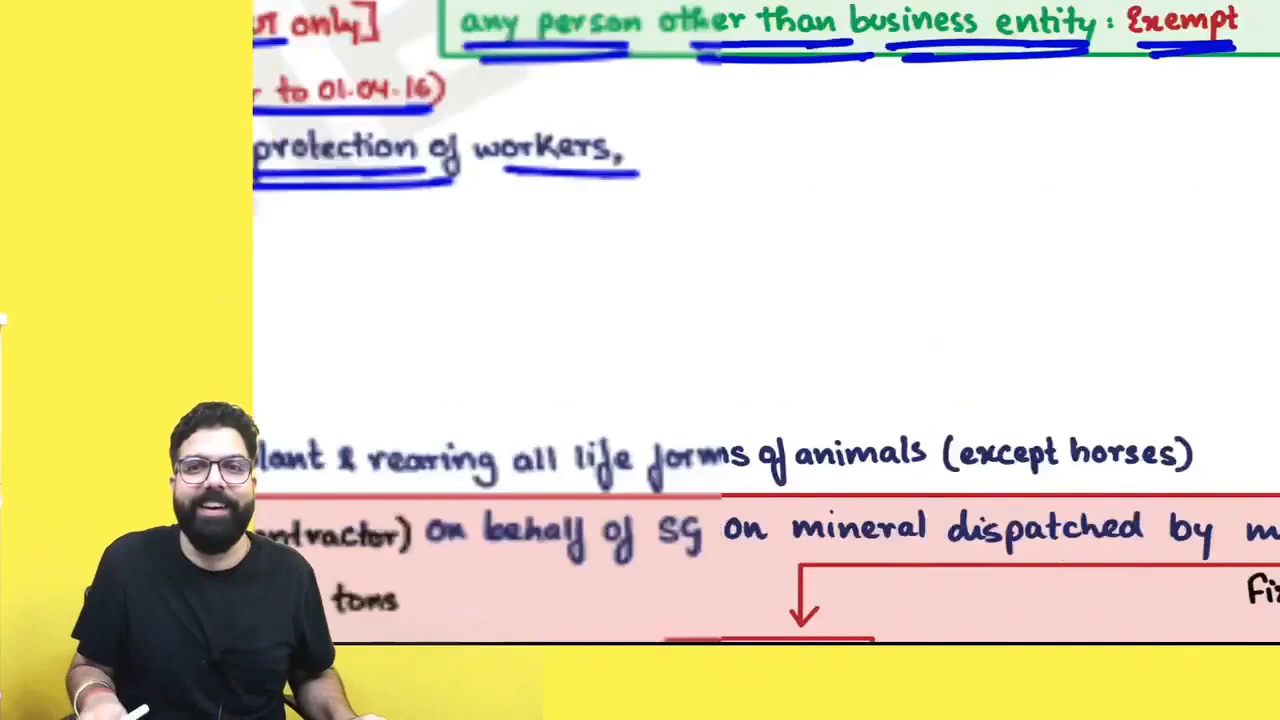 only]
any person other than business entity: Exempt
to 01.04.16)
protection of workers,
& rearing all life forms of animals (except horses)
on behalf of SG on mineral dispatched by
tons